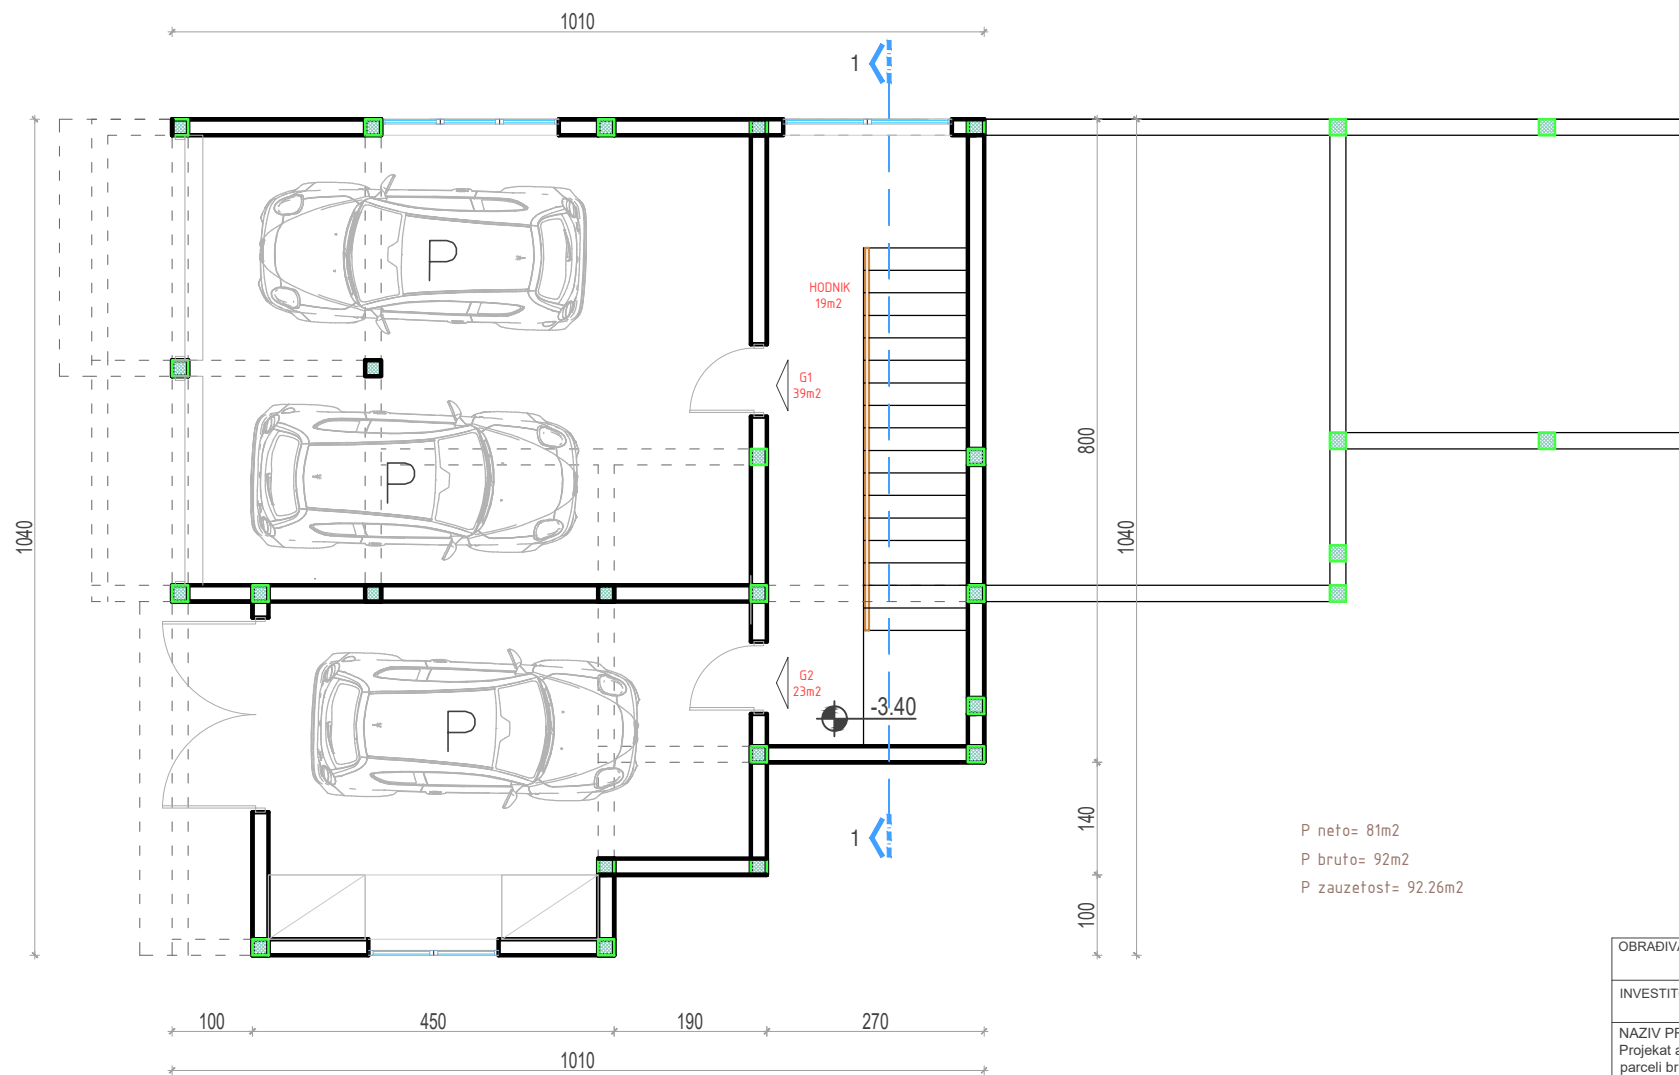 1010
1
HODNIK
19m2
G1
39m2
800
1040
1040
P
P
P
G2
23m2
-3.40
1
140
100
P neto= 81m2
P bruto= 92m2
P zauzetost= 92.26m2
100 450 190 270
1010
INVESTIT
NAZIV PR
Projekat a
parceli br